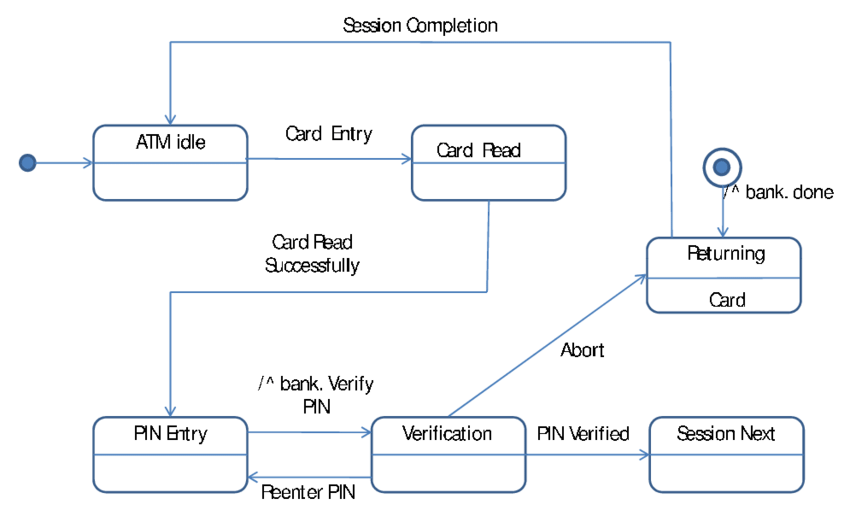 Session Completion
ATM idle
Card Entry
Card Read
/^ bank. done
Card Read
Successfully
Returning
Card
Abort
/^ bank. Verify
PIN
PIN Entry
Verification
PIN Verified
Session Next
Reenter PIN